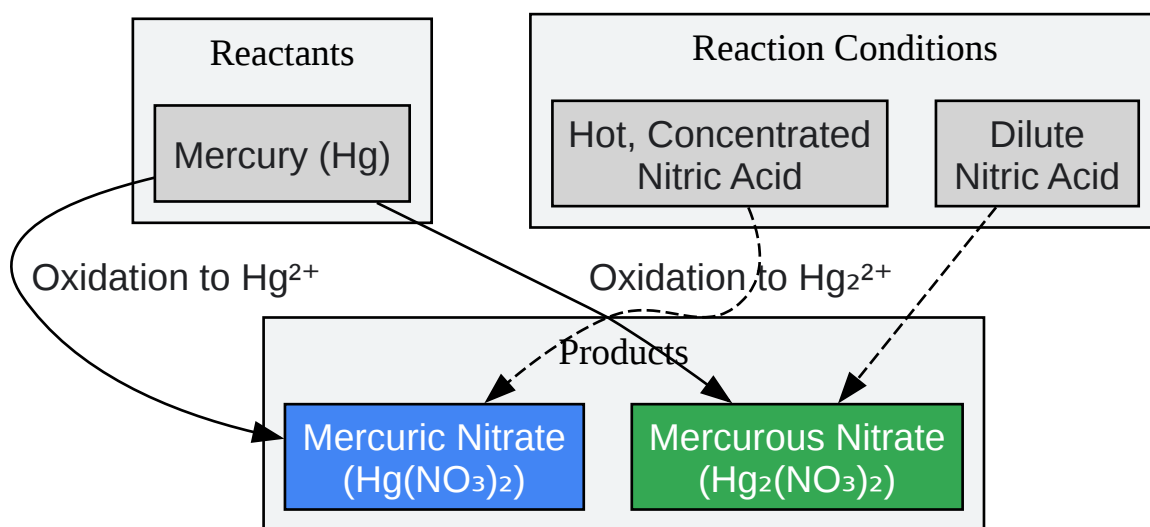 Reactants
Reaction Conditions
Mercury (Hg)
Hot, Concentrated
Nitric Acid
Dilute
Nitric Acid
Oxidation to Hg²⁺
Oxidation to Hg₂²⁺
Products
Mercuric Nitrate
(Hg(NO₃)₂)
Mercurous Nitrate
(Hg₂(NO₃)₂)